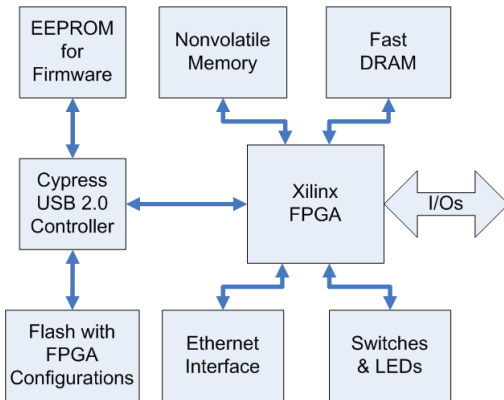 EEPROM
for
Firmware
Nonvolatile
Memory
Fast
DRAM
Cypress
USB 2.0
Controller
Xilinx
FPGA
I/Os
Flash with
FPGA
Configurations
Ethernet
Interface
Switches
& LEDs